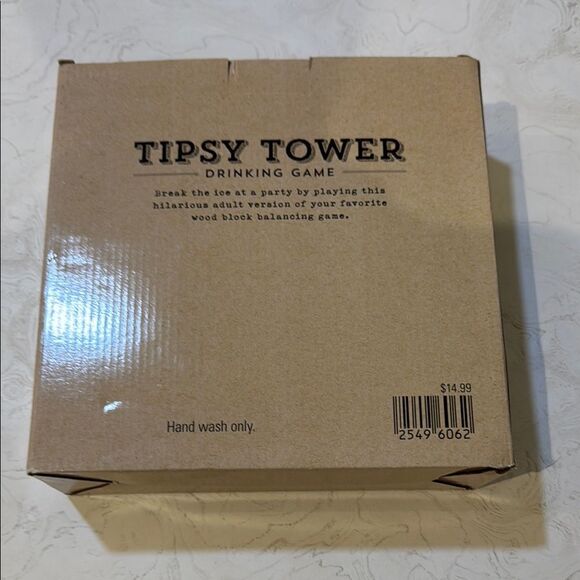 TIPSY TOWER
DRINKING GAME
Break the ice at a party by playing this
hilarious adult version of your favorite
wood block balancing game.
$14.99
2549 6062
Hand wash only.